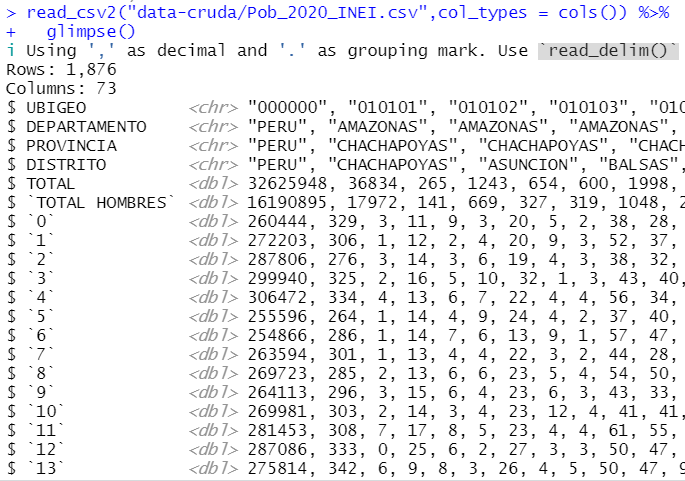 > read_csv2("data-cruda/Pob_2020_INEI.csv",col_types = cols()) %>%
+   glimpse()
i Using ',' as decimal and '.' as grouping mark. Use `read_delim()`
Rows: 1,876
Columns: 73
$ UBIGEO          <chr> "000000", "010101", "010102", "010103", "010
$ DEPARTAMENTO    <chr> "PERU", "AMAZONAS", "AMAZONAS", "AMAZONAS",
$ PROVINCIA       <chr> "PERU", "CHACHAPOYAS", "CHACHAPOYAS", "CHACH
$ DISTRITO        <chr> "PERU", "CHACHAPOYAS", "ASUNCION", "BALSAS",
$ TOTAL           <dbl> 32625948, 36834, 265, 1243, 654, 600, 1998,
$ `TOTAL HOMBRES` <dbl> 16190895, 17972, 141, 669, 327, 319, 1048, 2
$ `0`             <dbl> 260444, 329, 3, 11, 9, 3, 20, 5, 2, 38, 28,
$ `1`             <dbl> 272203, 306, 1, 12, 2, 4, 20, 9, 3, 52, 37,
$ `2`             <dbl> 287806, 276, 3, 14, 3, 6, 19, 4, 3, 38, 32,
$ `3`             <dbl> 299940, 325, 2, 16, 5, 10, 32, 1, 3, 43, 40,
$ `4`             <dbl> 306472, 334, 4, 13, 6, 7, 22, 4, 4, 56, 34,
$ `5`             <dbl> 255596, 264, 1, 14, 4, 9, 24, 4, 2, 37, 40,
$ `6`             <dbl> 254866, 286, 1, 14, 7, 6, 13, 9, 1, 57, 47,
$ `7`             <dbl> 263594, 301, 1, 13, 4, 4, 22, 3, 2, 44, 28,
$ `8`             <dbl> 269723, 285, 2, 13, 6, 6, 23, 5, 4, 54, 50,
$ `9`             <dbl> 264113, 296, 3, 15, 6, 4, 23, 6, 3, 43, 33,
$ `10`            <dbl> 269981, 303, 2, 14, 3, 4, 23, 12, 4, 41, 41,
$ `11`            <dbl> 281453, 308, 7, 17, 8, 5, 23, 4, 4, 61, 55,
$ `12`            <dbl> 287086, 333, 0, 25, 6, 2, 27, 3, 3, 50, 47,
$ `13`            <dbl> 275814, 342, 6, 9, 8, 3, 26, 4, 5, 50, 47, 9